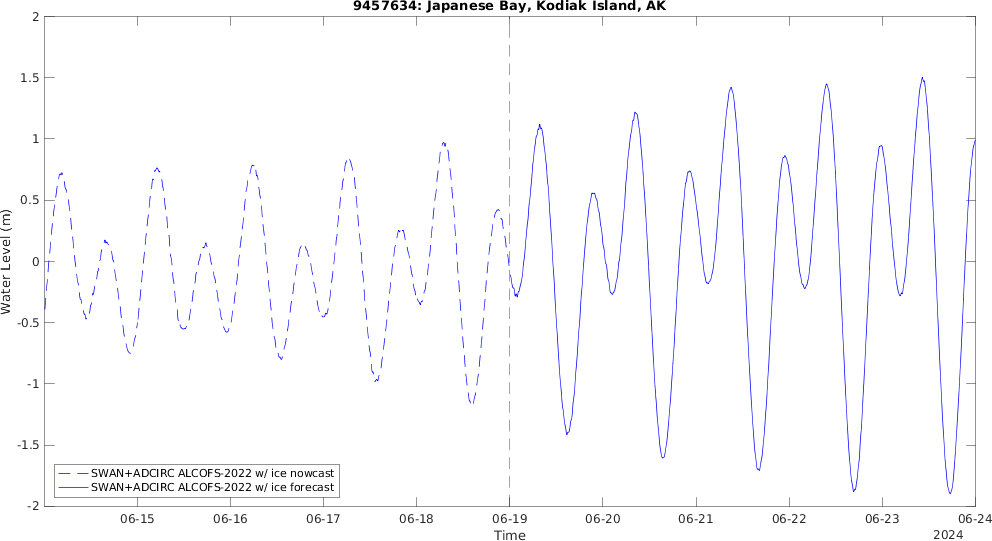 9457634: Japanese Bay, Kodiak Island, AK
2
1.5
1
0.5
0
-0.5
-1
-1.5
-2
Water Level (m)
SWAN+ADCIRC ALCOFS-2022 w/ ice nowcast
SWAN+ADCIRC ALCOFS-2022 w/ ice forecast
06-15 06-16 06-17 06-18 06-19 06-20 06-21 06-22 06-23 06-24
Time
2024